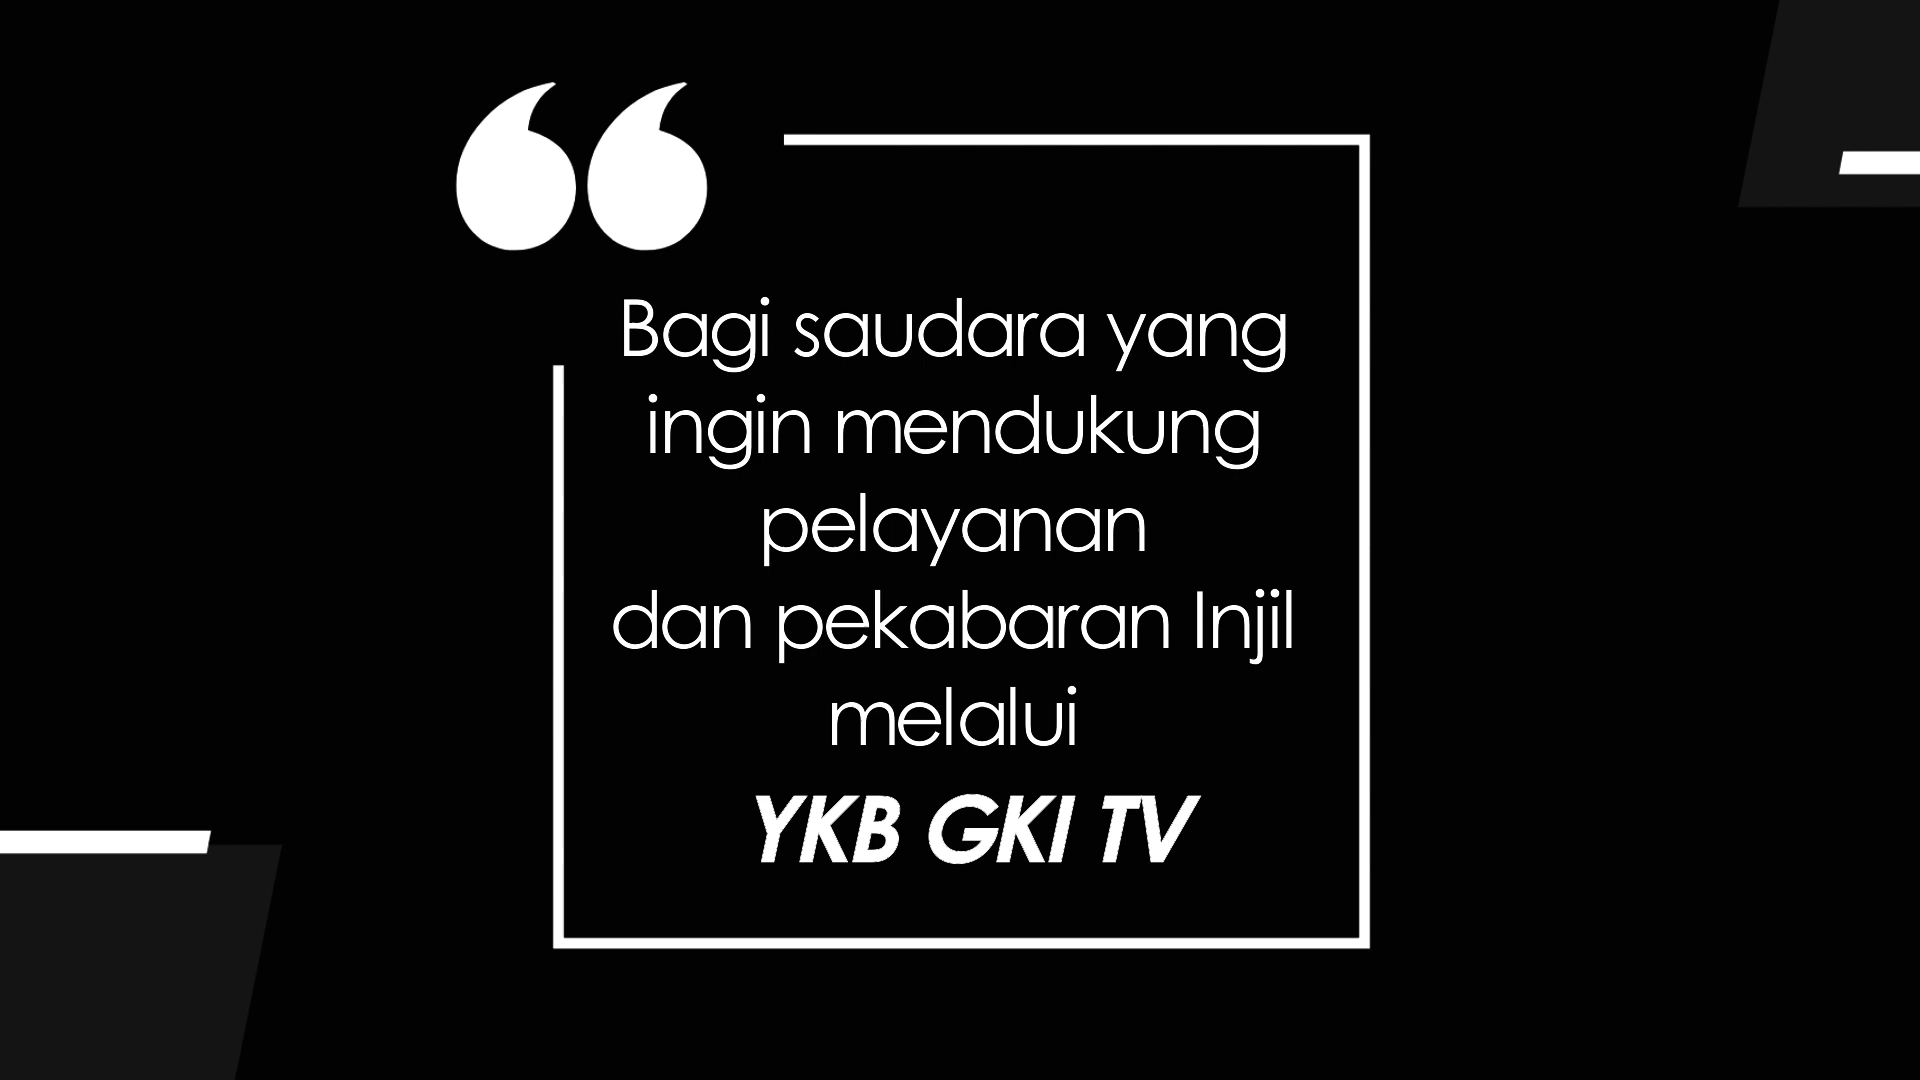 Bagi saudara yang
ingin mendukung
pelayanan
dan pekabaran Injil
melalui
YKB GKI TV